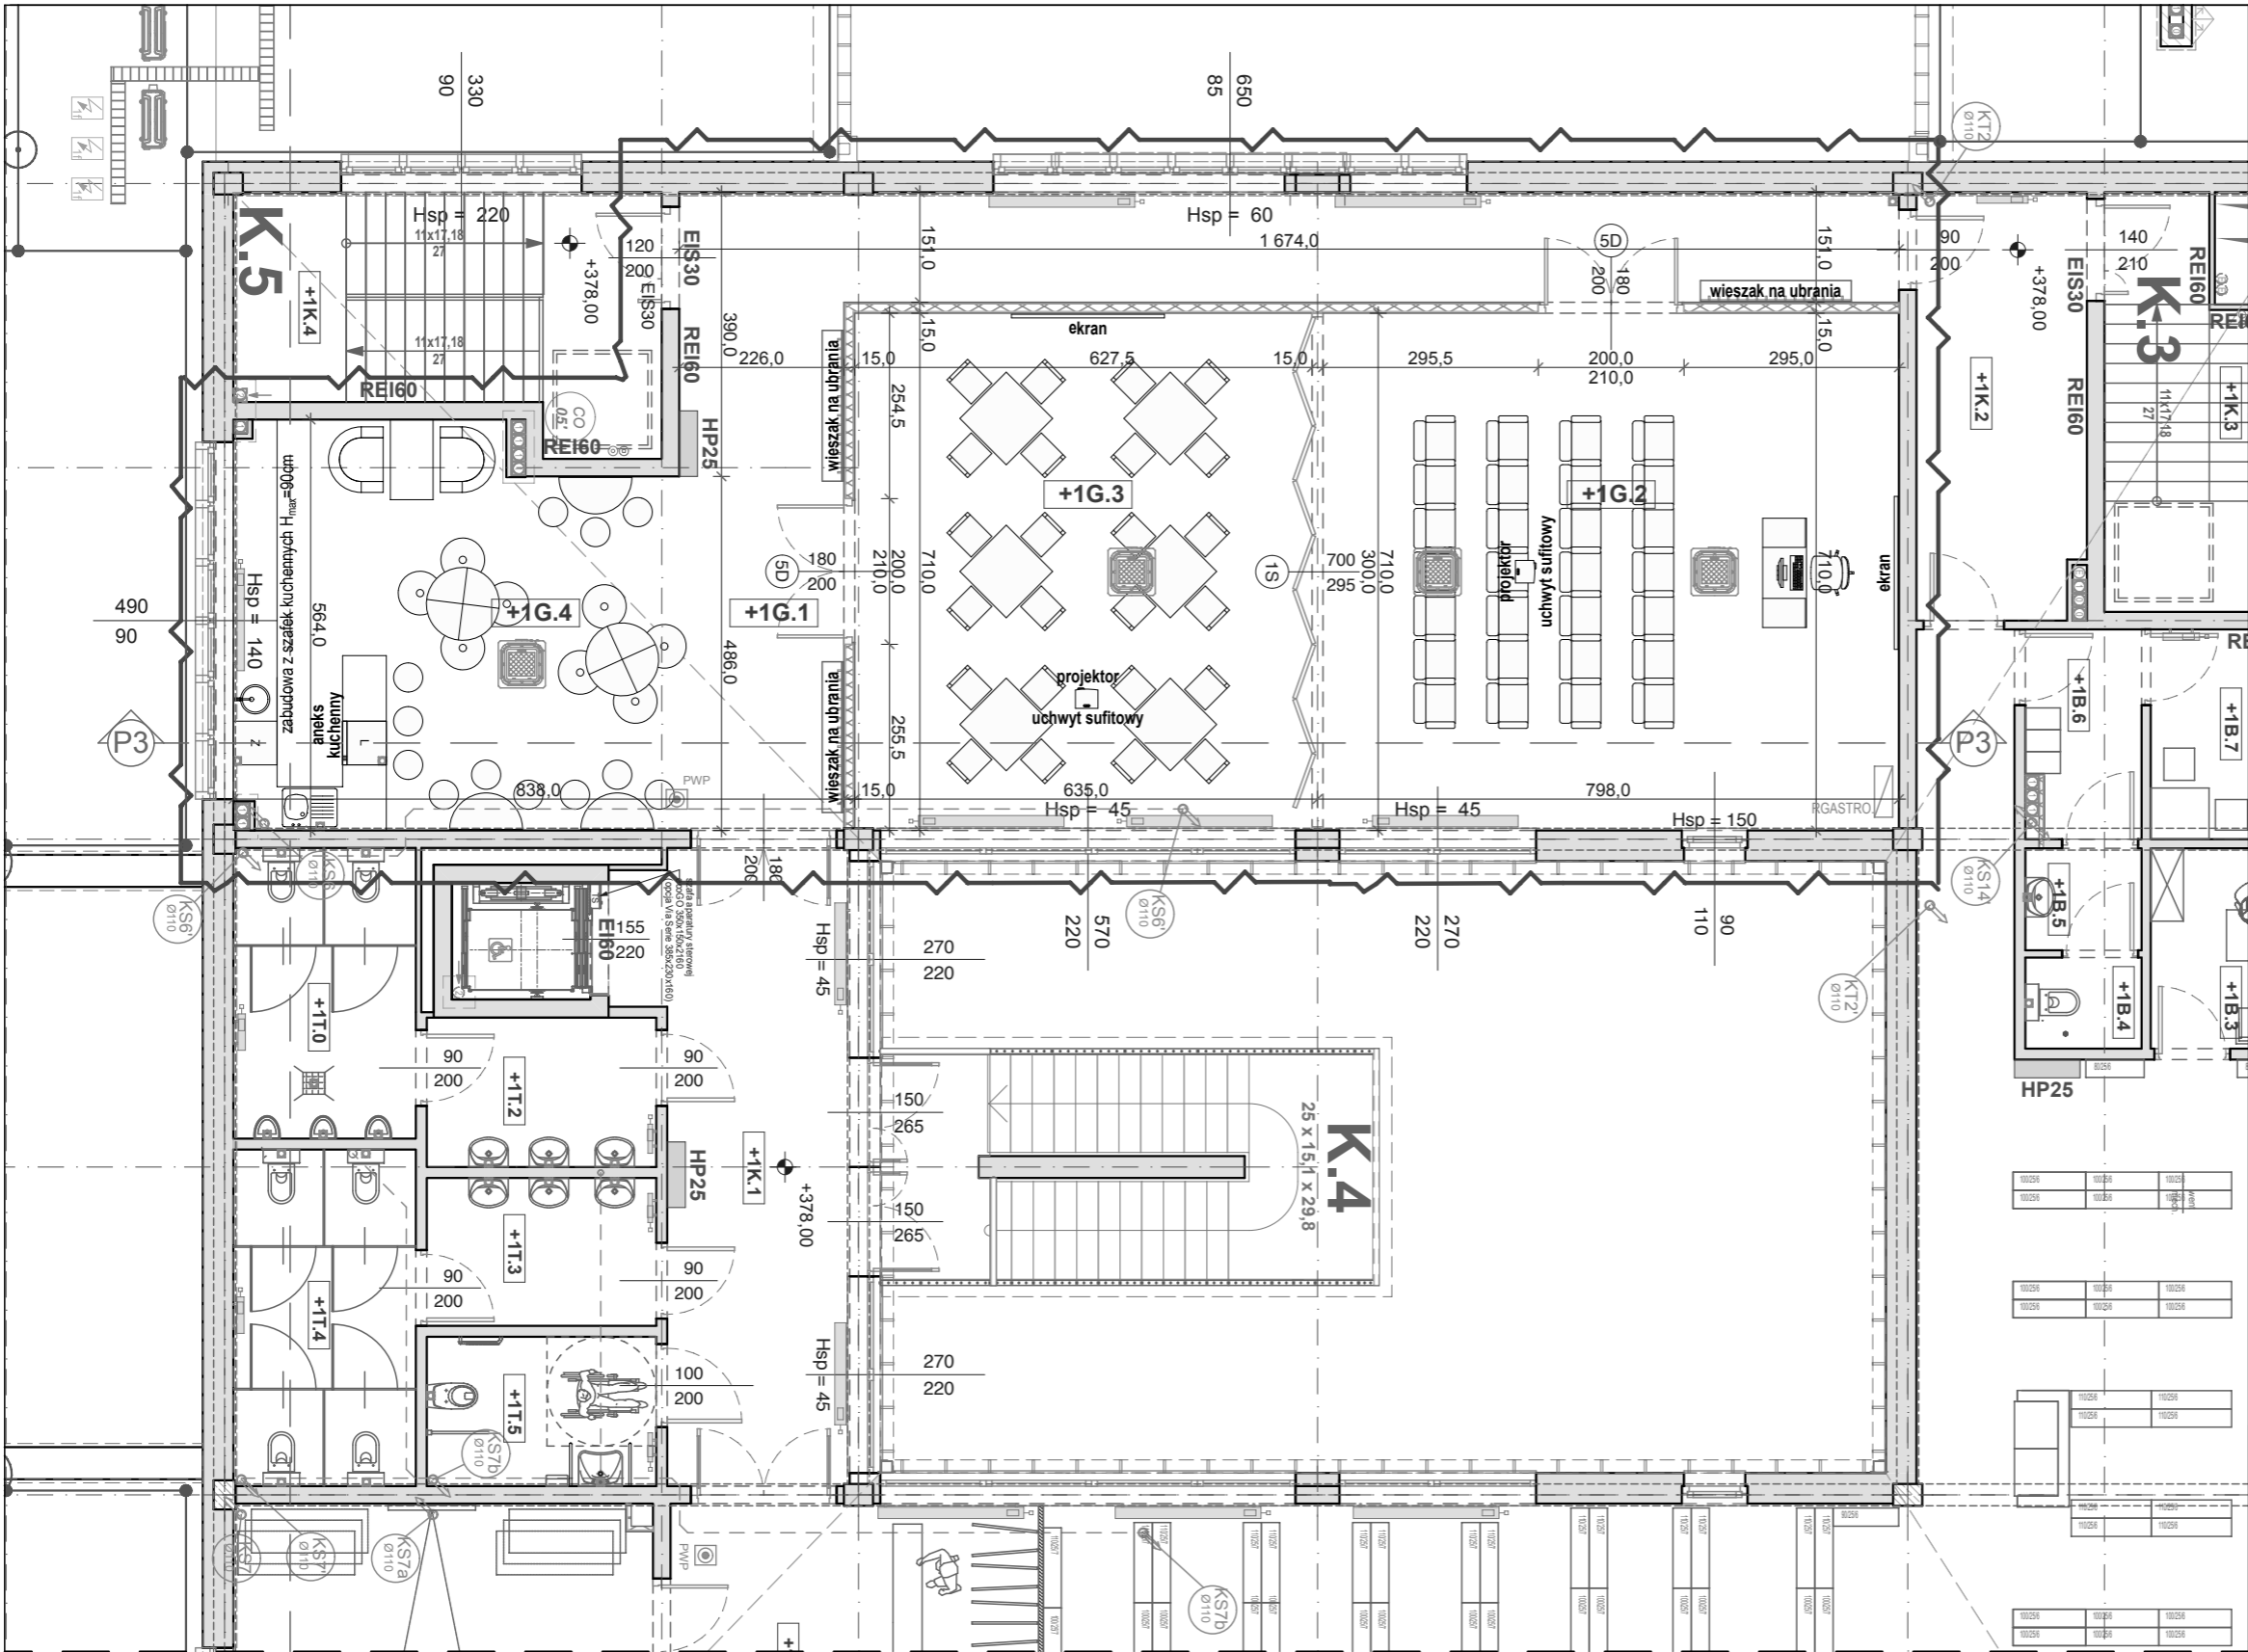 330
90
650
85
KT2
Ø110
K.5
+1K.4
Hsp = 220
11x17,18
27
11x17,18
27
REI60
120
200
EIS30
+378,00
EIS30
REI60
390,0
Hsp = 60
1 674,0
151,0
151,0
5D
180
200
wieszak na ubrania
90
200
+378,00
140
210
EIS30
REI60
REI60
K.3
+1K.2
+1K.3
11x17,18
27
15,0
15,0
ekran
226,0
15,0
627,5
15,0
295,5
200,0
210,0
295,0
wieszak na ubrania
254,5
CO
05'
REI60
HP25
+1G.3
+1G.2
zabudowa z szafek kuchennych Hmax=90cm
490
90
Hsp = 140
564,0
+1G.4
5D
180
200
200,0
210,0
710,0
+1G.1
1S
700
295
300,0
710,0
projektor
uchwyt sufitowy
710,0
ekran
486,0
aneks
kuchenny
L
Z
projektor
uchwyt sufitowy
255,5
wieszak na ubrania
P3
P3
+1B.6
+1B.7
838,0
PWP
15,0
635,0
798,0
Hsp = 45
Hsp = 45
Hsp = 150
RGASTRO
180
200
KS6
Ø110
KS6'
Ø110
szafa aparatury sterowej
EI60
155
220
Hsp = 45
270
220
570
220
KS6'
Ø110
270
220
90
110
KT2'
Ø110
KS14'
Ø110
+1B.5
+1B.4
+1B.3
HP25
+1T.0
90
200
+1T.2
90
200
150
265
25 x 15,1 x 29,8
K.4
HP25
+1K.1
+378,00
150
265
90
200
+1T.3
90
200
+1T.4
100
200
+1T.5
Hsp = 45
270
220
KS7b
Ø110
KS7
Ø110
KS7'
Ø110
KS7a
Ø110
PWP
KS7b
Ø110